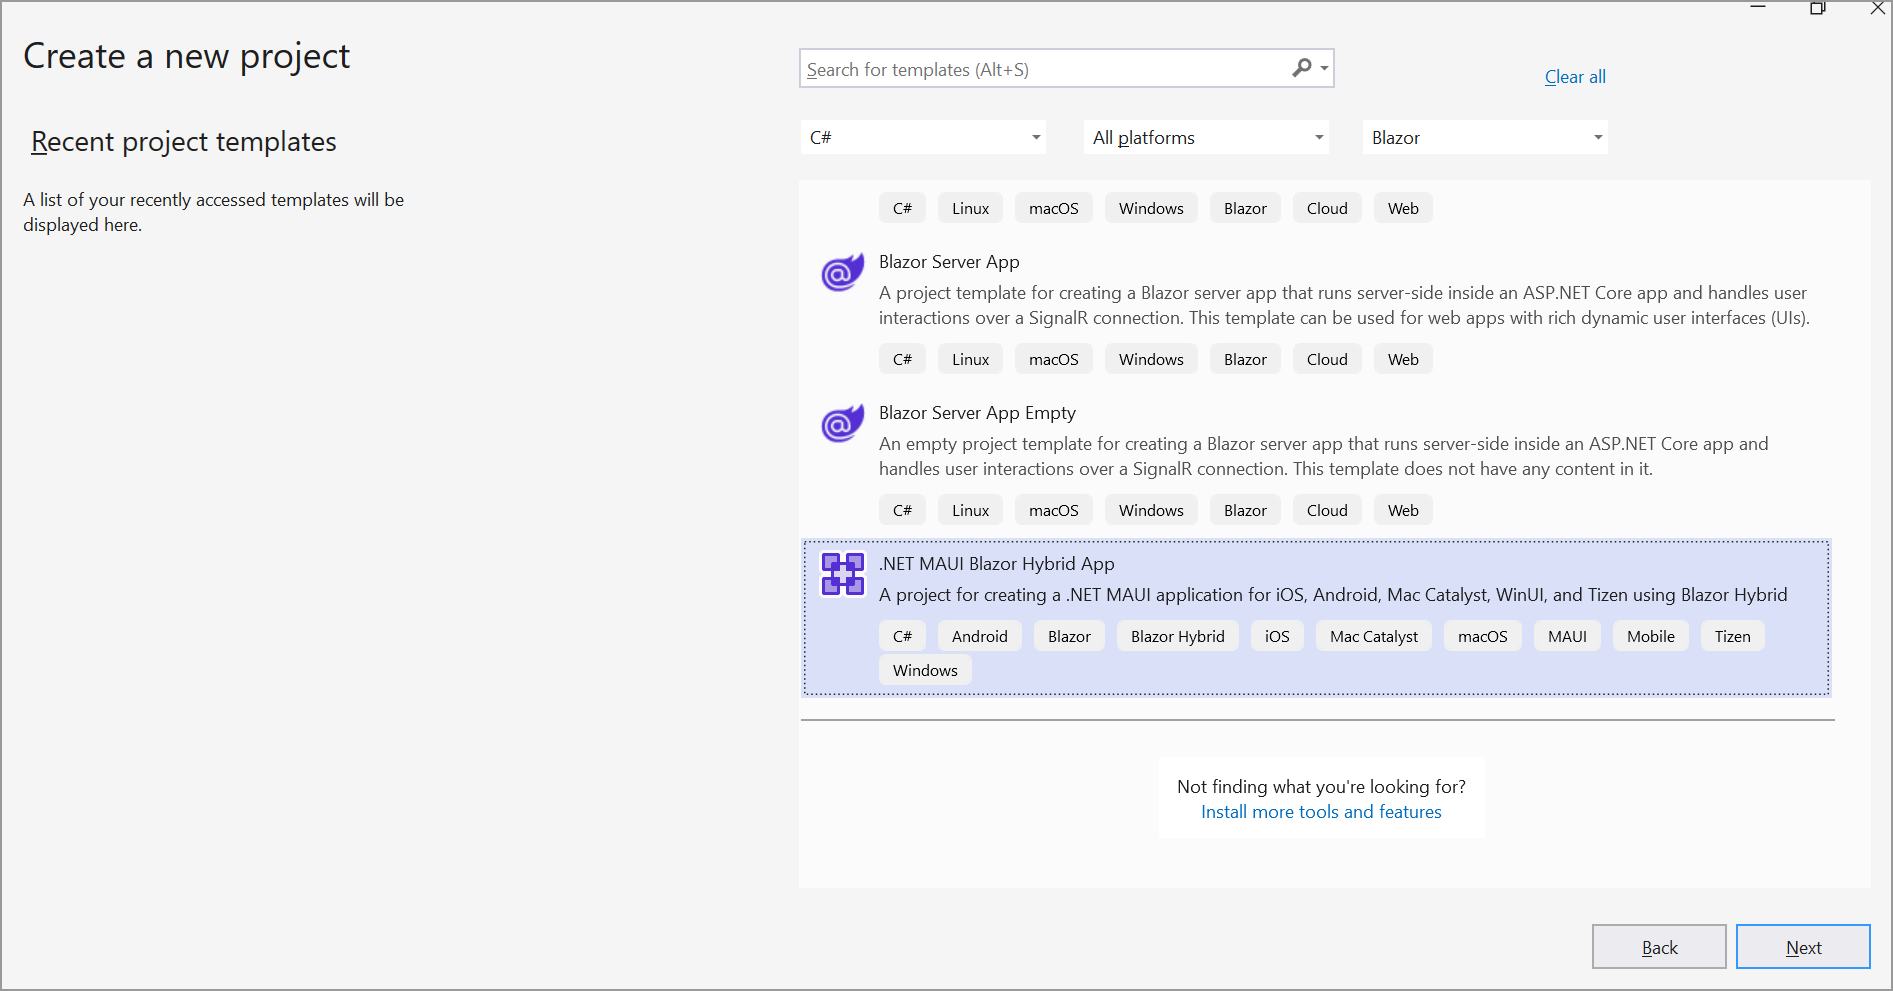 Create a new project
Search for templates (Alt+S)
Clear all
Recent project templates
C#
All platforms
Blazor
A list of your recently accessed templates will be
displayed here.
C# Linux macOS Windows Blazor Cloud Web
Blazor Server App
A project template for creating a Blazor server app that runs server-side inside an ASP.NET Core app and handles user
interactions over a SignalR connection. This template can be used for web apps with rich dynamic user interfaces (UIs).
C# Linux macOS Windows Blazor Cloud Web
Blazor Server App Empty
An empty project template for creating a Blazor server app that runs server-side inside an ASP.NET Core app and
handles user interactions over a SignalR connection. This template does not have any content in it.
C# Linux macOS Windows Blazor Cloud Web
.NET MAUI Blazor Hybrid App
A project for creating a .NET MAUI application for iOS, Android, Mac Catalyst, WinUI, and Tizen using Blazor Hybrid
C# Android Blazor Blazor Hybrid iOS Mac Catalyst macOS MAUI Mobile Tizen
Windows
Not finding what you're looking for?
Install more tools and features
Back
Next